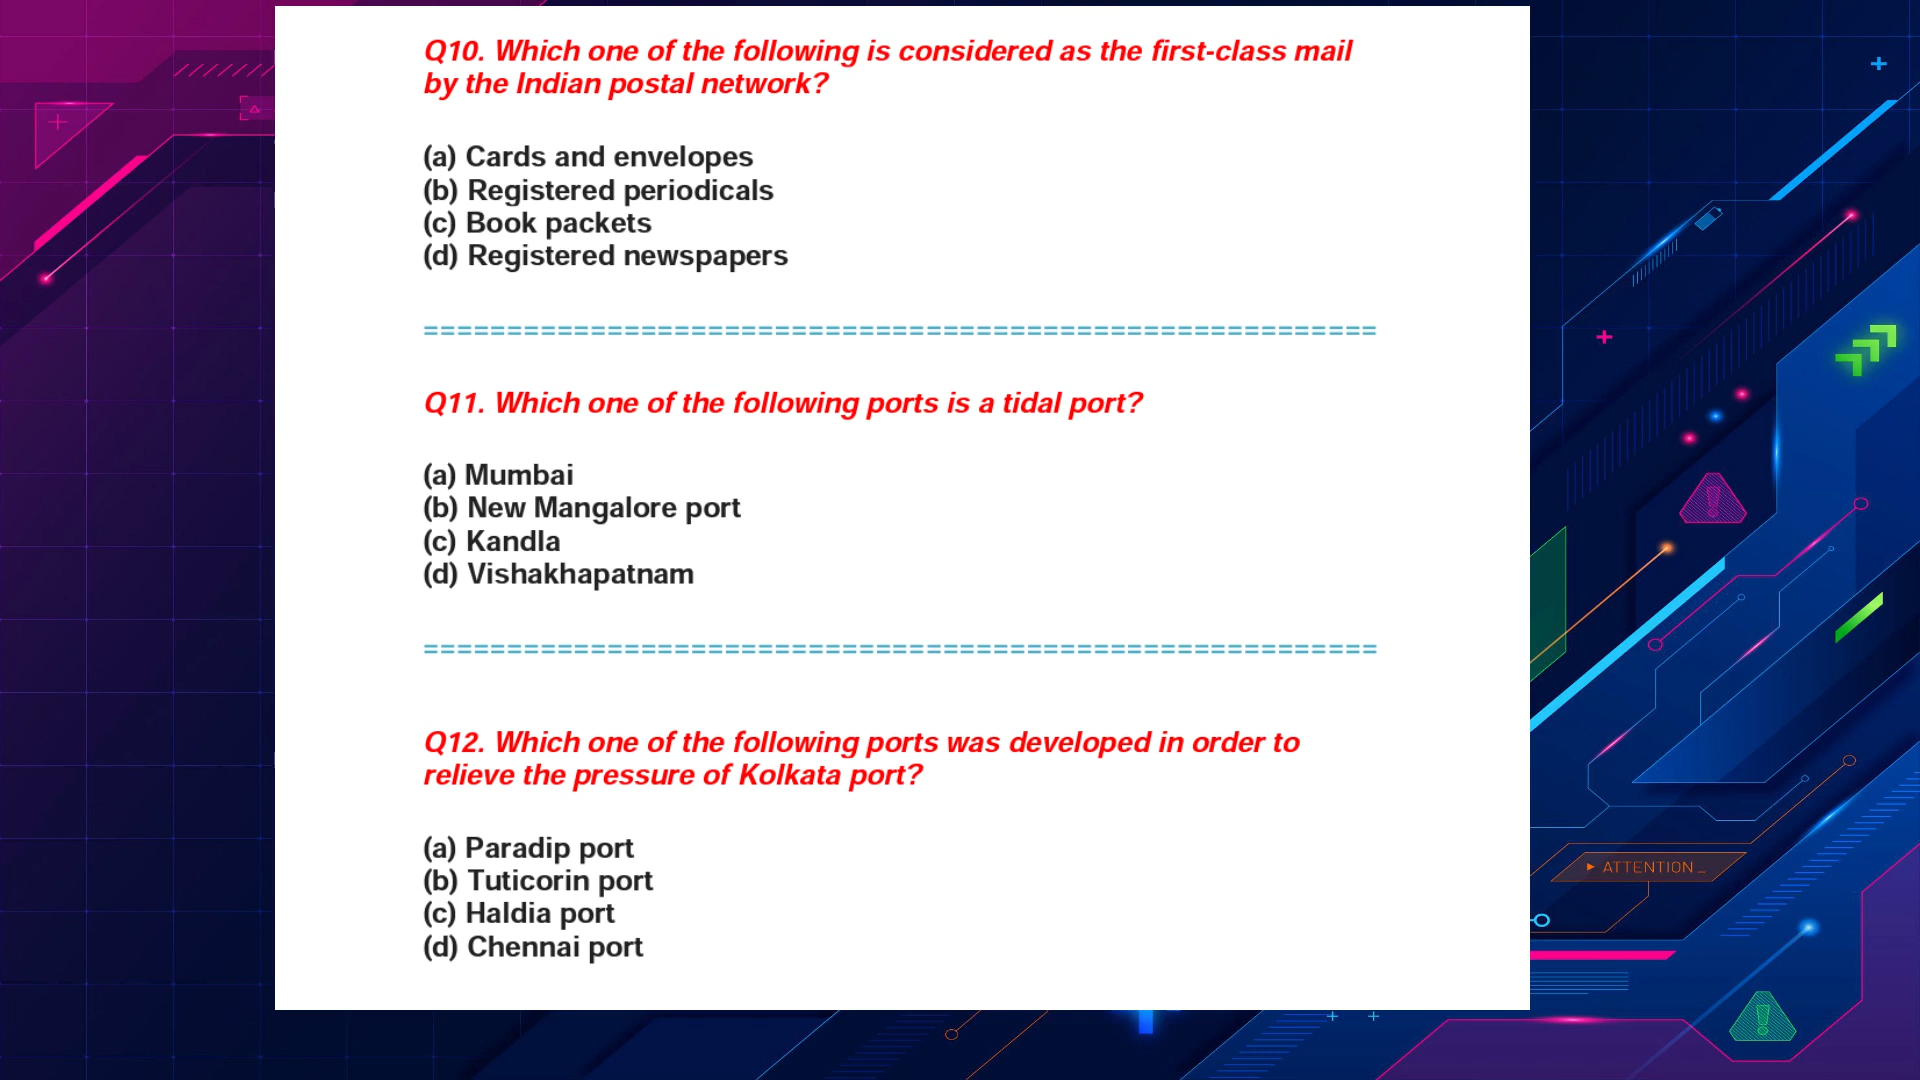 Q10. Which one of the following is considered as the first-class mail
by the Indian postal network?
(a) Cards and envelopes
(b) Registered periodicals
(c) Book packets
(d) Registered newspapers
=========================================================
Q11. Which one of the following ports is a tidal port?
(a) Mumbai
(b) New Mangalore port
(c) Kandla
(d) Vishakhapatnam
=========================================================
Q12. Which one of the following ports was developed in order to
relieve the pressure of Kolkata port?
(a) Paradip port
(b) Tuticorin port
(c) Haldia port
(d) Chennai port
ATTENTION _